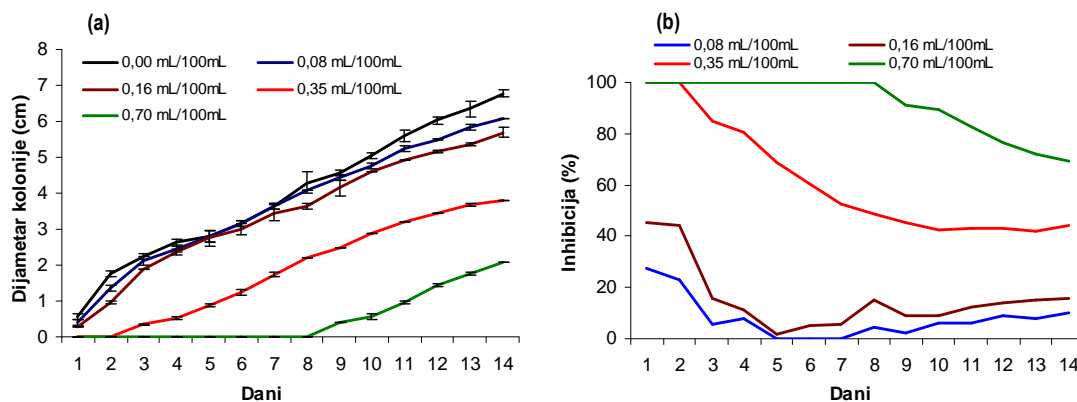 (a)
0,00 mL/100mL 0,08 mL/100mL
0,16 mL/100mL 0,35 mL/100mL
0,70 mL/100mL
Dijametar kolonije (cm)
8
7
6
5
4
3
2
1
0
1 2 3 4 5 6 7 8 9 10 11 12 13 14
Dani
(b)
0,08 mL/100mL 0,16 mL/100mL
0,35 mL/100mL 0,70 mL/100mL
Inhibicija (%)
100
80
60
40
20
0
1 2 3 4 5 6 7 8 9 10 11 12 13 14
Dani